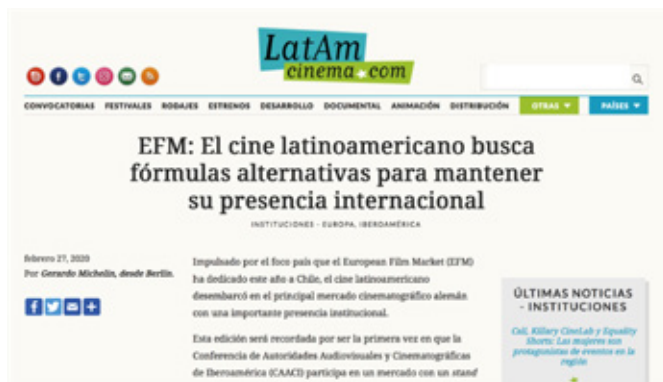 LatAm
cinema.com
CONVOCATORIAS FESTIVALES RODAJES ESTRENOS DESARROLLO DOCUMENTAL ANIMACIÓN DISTRIBUCIÓN OTRAS PAÍSES
EFM: El cine latinoamericano busca
fórmulas alternativas para mantener
su presencia internacional
INSTITUCIONES - EUROPA, IBEROAMÉRICA
febrero 27, 2020
Por Gerardo Michelin, desde Berlín.
Impulsado por el foco país que el European Film Market (EFM)
ha dedicado este año a Chile, el cine latinoamericano
desembarcó en el principal mercado cinematográfico alemán
con una importante presencia institucional.
Esta edición será recordada por ser la primera vez en que la
Conferencia de Autoridades Audiovisuales y Cinematográficas
de Iberoamérica (CAACI) participa en un mercado con un stand
ÚLTIMAS NOTICIAS
- INSTITUCIONES
Cali, Killary CineLab y Equality
Shorts: Las mujeres son
protagonistas de eventos en la
región